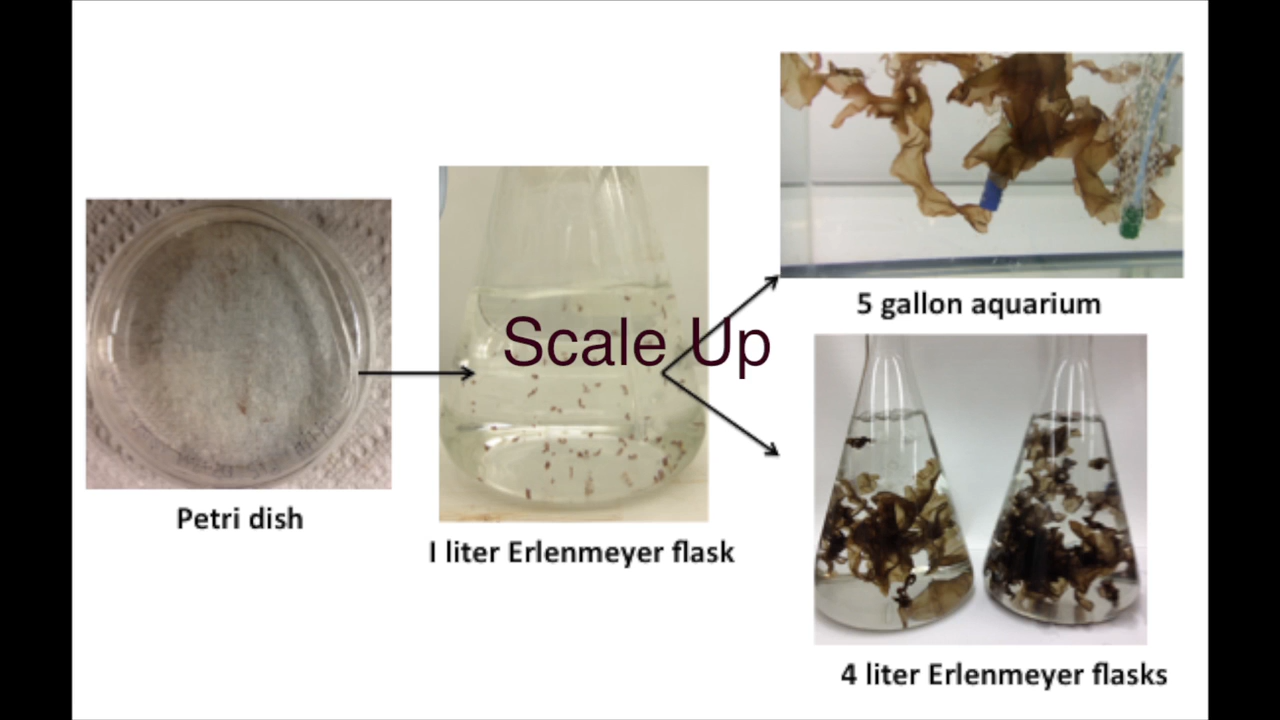 Scale Up
Petri dish
I liter Erlenmeyer flask
5 gallon aquarium
4 liter Erlenmeyer flasks